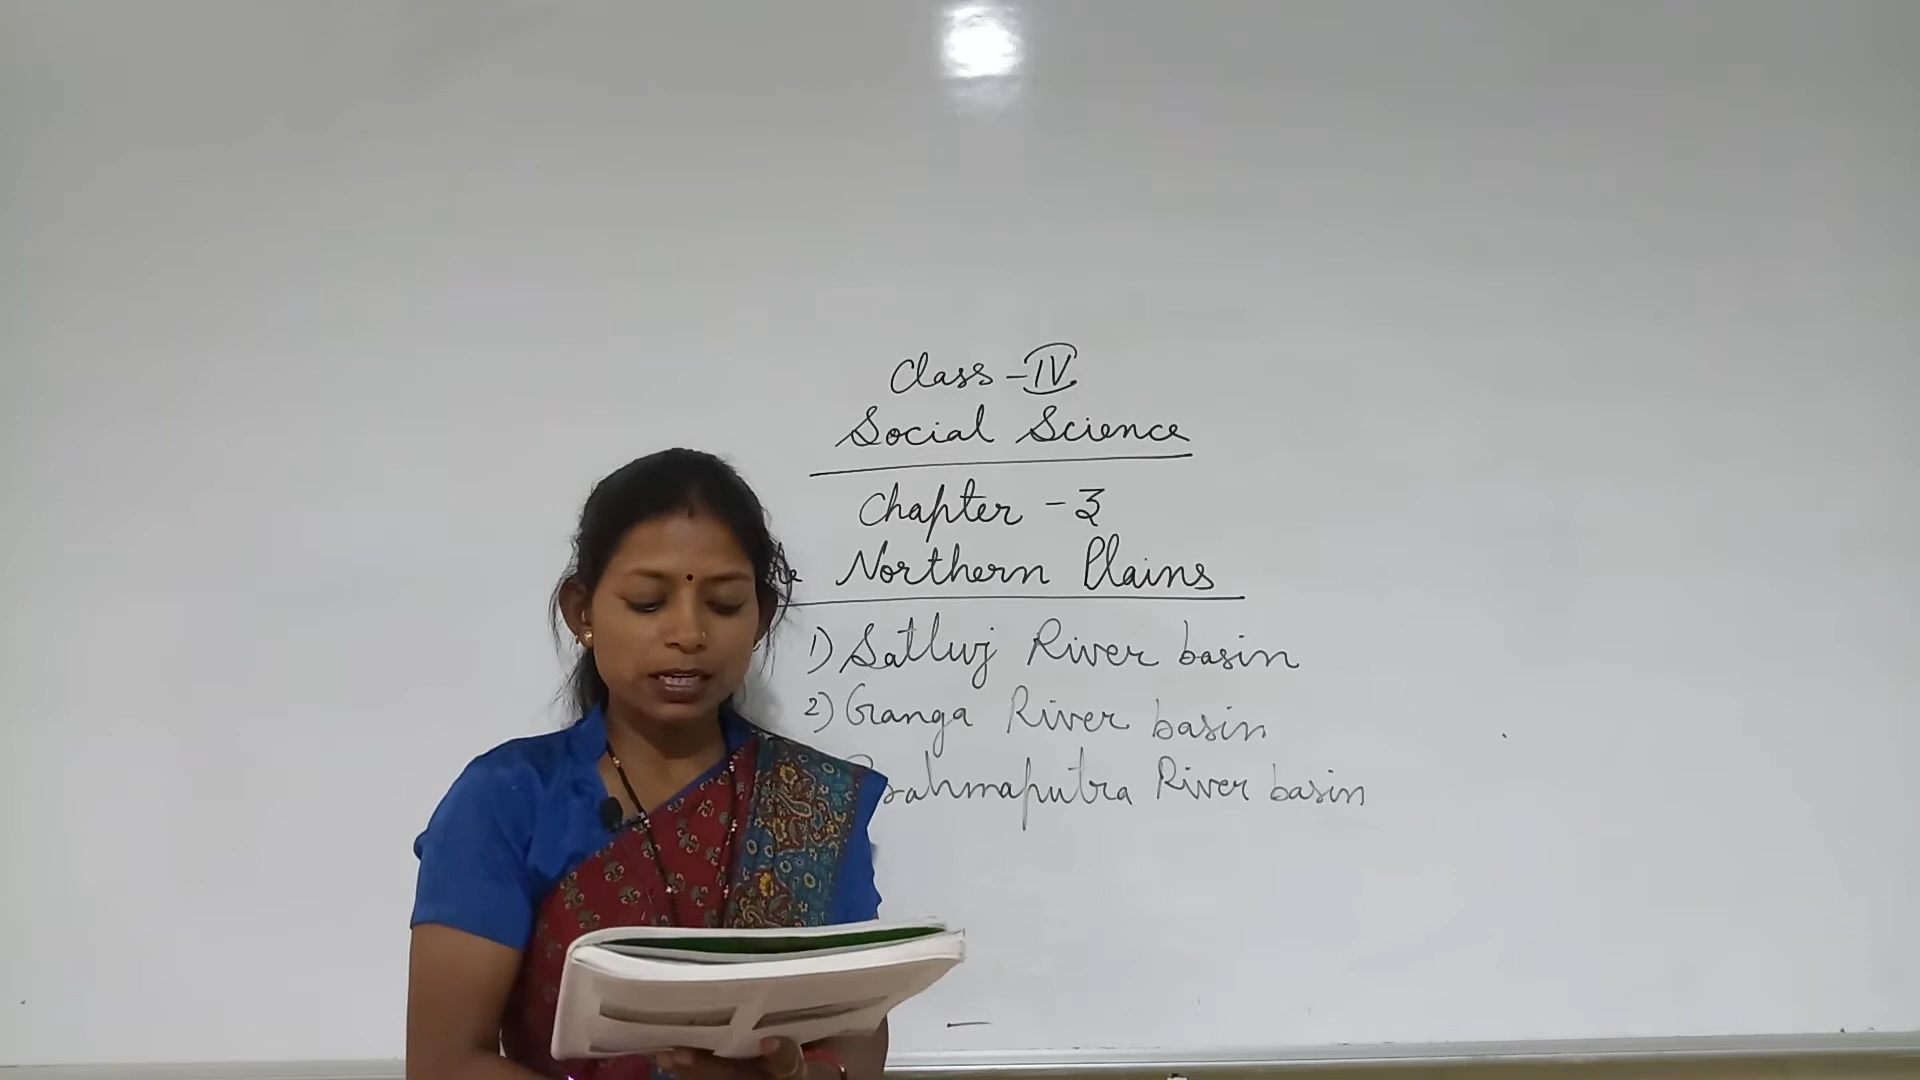 Class - IV
Social Science
Chapter - 3
Northern Plains
1) Satluj River basin
2) Ganga River basin
River basin